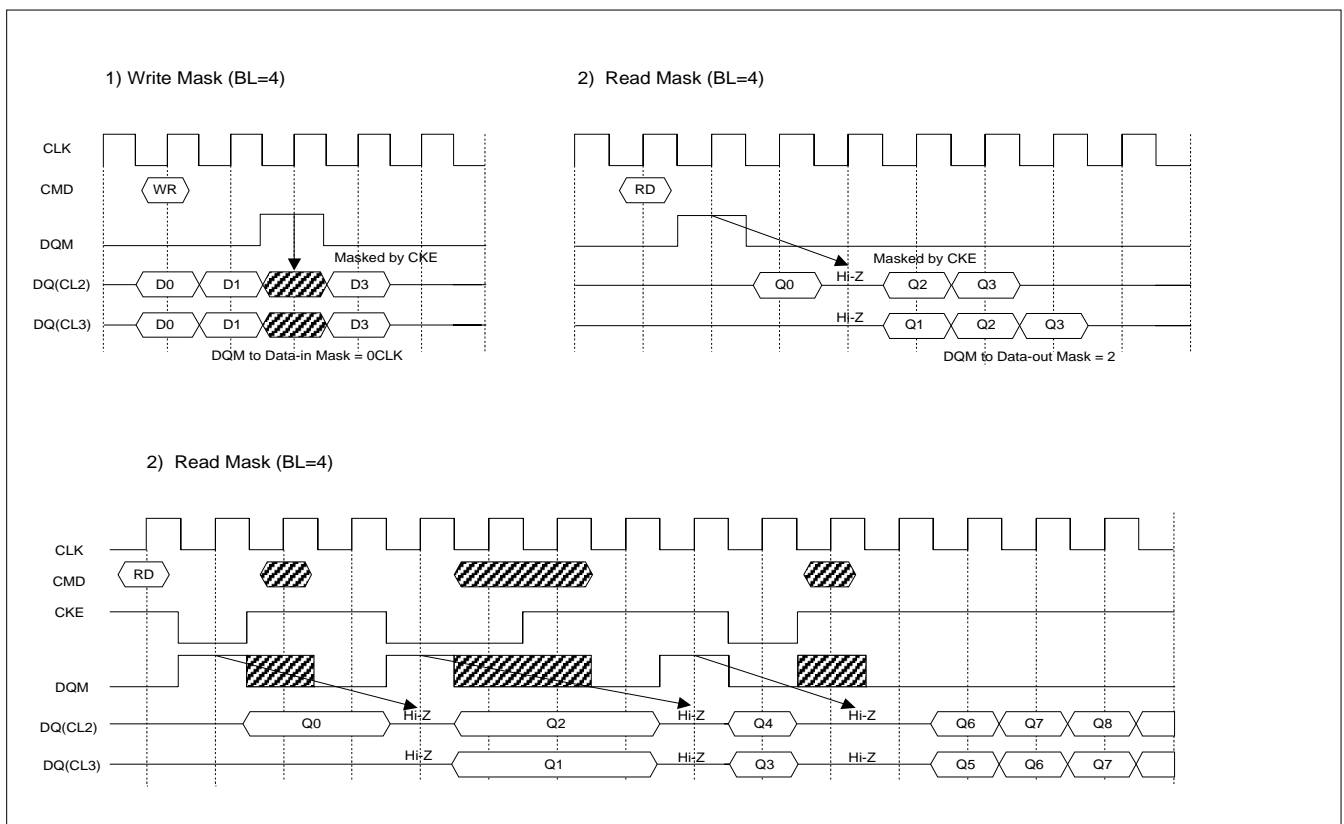 1) Write Mask (BL=4)
CLK
CMD
WR
DQM
Masked by CKE
DQ(CL2)
D0
D1
D3
DQ(CL3)
D0
D1
D3
DQM to Data-in Mask = 0CLK
2) Read Mask (BL=4)
RD
Masked by CKE
Q0
Hi-Z
Q2
Q3
Hi-Z
Q1
Q2
Q3
DQM to Data-out Mask = 2
2) Read Mask (BL=4)
CLK
CMD
RD
CKE
DQM
DQ(CL2)
Q0
Hi-Z
Q2
Hi-Z
Q4
Hi-Z
Q6
Q7
Q8
DQ(CL3)
Hi-Z
Q1
Hi-Z
Q3
Hi-Z
Q5
Q6
Q7